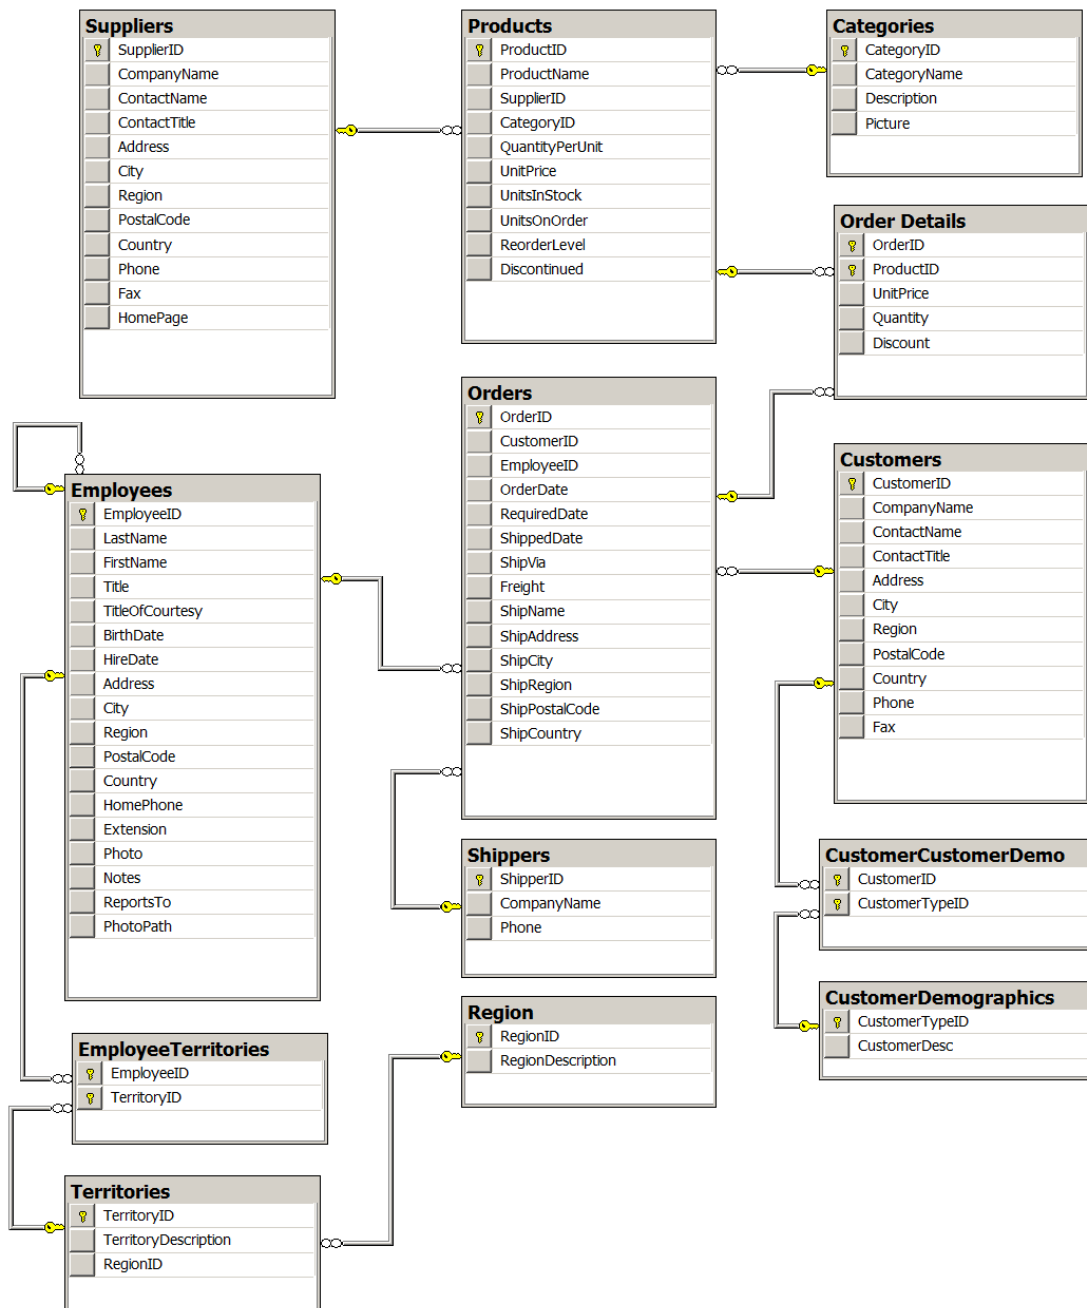 Suppliers
SupplierID
CompanyName
ContactName
ContactTitle
Address
City
Region
PostalCode
Country
Phone
Fax
HomePage
Products
ProductID
ProductName
SupplierID
CategoryID
QuantityPerUnit
UnitPrice
UnitsInStock
UnitsOnOrder
ReorderLevel
Discontinued
Categories
CategoryID
CategoryName
Description
Picture
Order Details
OrderID
ProductID
UnitPrice
Quantity
Discount
Employees
EmployeeID
LastName
FirstName
Title
TitleOfCourtesy
BirthDate
HireDate
Address
City
Region
PostalCode
Country
HomePhone
Extension
Photo
Notes
ReportsTo
PhotoPath
Orders
OrderID
CustomerID
EmployeeID
OrderDate
RequiredDate
ShippedDate
ShipVia
Freight
ShipName
ShipAddress
ShipCity
ShipRegion
ShipPostalCode
ShipCountry
Customers
CustomerID
CompanyName
ContactName
ContactTitle
Address
City
Region
PostalCode
Country
Phone
Fax
Shippers
ShipperID
CompanyName
Phone
CustomerCustomerDemo
CustomerID
CustomerTypeID
CustomerDemographics
CustomerTypeID
CustomerDesc
Region
RegionID
RegionDescription
EmployeeTerritories
EmployeeID
TerritoryID
Territories
TerritoryID
TerritoryDescription
RegionID